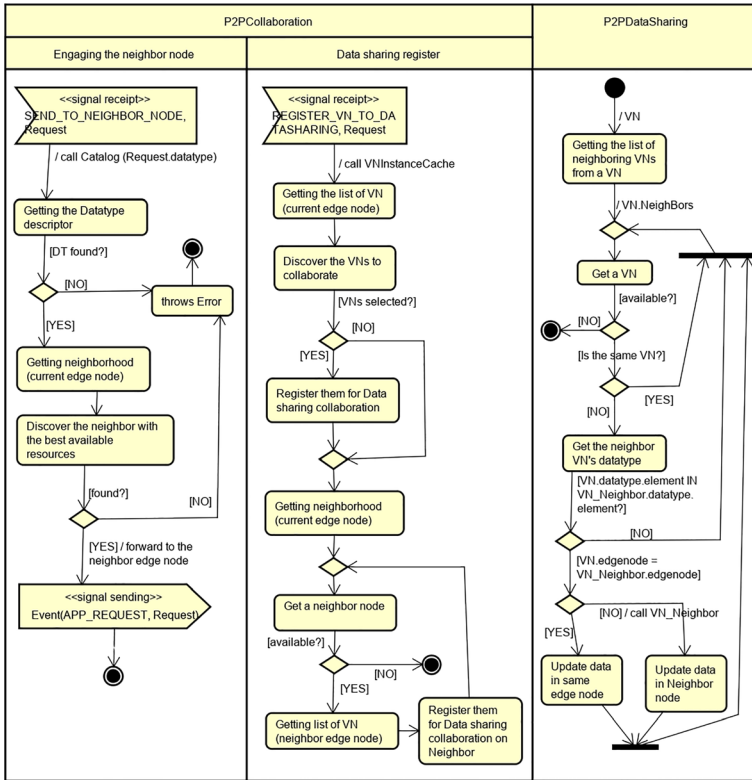 P2PCollaboration
P2PDataSharing
Engaging the neighbor node
Data sharing register
<<signal receipt>>
SEND_TO_NEIGHBOR_NODE,
Request
/ call Catalog (Request.datatype)
Getting the Datatype
descriptor
[DT found?]
[NO]
throws Error
[YES]
Getting neighborhood
(current edge node)
Discover the neighbor with
the best available
resources
[found?]
[NO]
[YES] / forward to the
neighbor edge node
<<signal sending>>
Event(APP_REQUEST, Request)
<<signal receipt>>
REGISTER_VN_TO_DA
TASHARING, Request
/ call VNInstanceCache
Getting the list of VN
(current edge node)
Discover the VNs to
collaborate
[VNs selected?]
[NO]
[YES]
Register them for Data
sharing collaboration
Getting neighborhood
(current edge node)
Get a neighbor node
[available?]
[NO]
[YES]
Getting list of VN
(neighbor edge node)
Register them
for Data sharing
collaboration on
Neighbor
/ VN
Getting the list of
neighboring VNs
from a VN
/ VN.NeighBors
Get a VN
[available?]
[NO]
[Is the same VN?]
[YES]
[NO]
Get the neighbor
VN's datatype
[VN.datatype.element IN
VN_Neighbor.datatype.
element?]
[NO]
[VN.edgenode =
VN_Neighbor.edgenode]
[NO] / call VN_Neighbor
[YES]
Update data
in same
edge node
Update data
in Neighbor
node